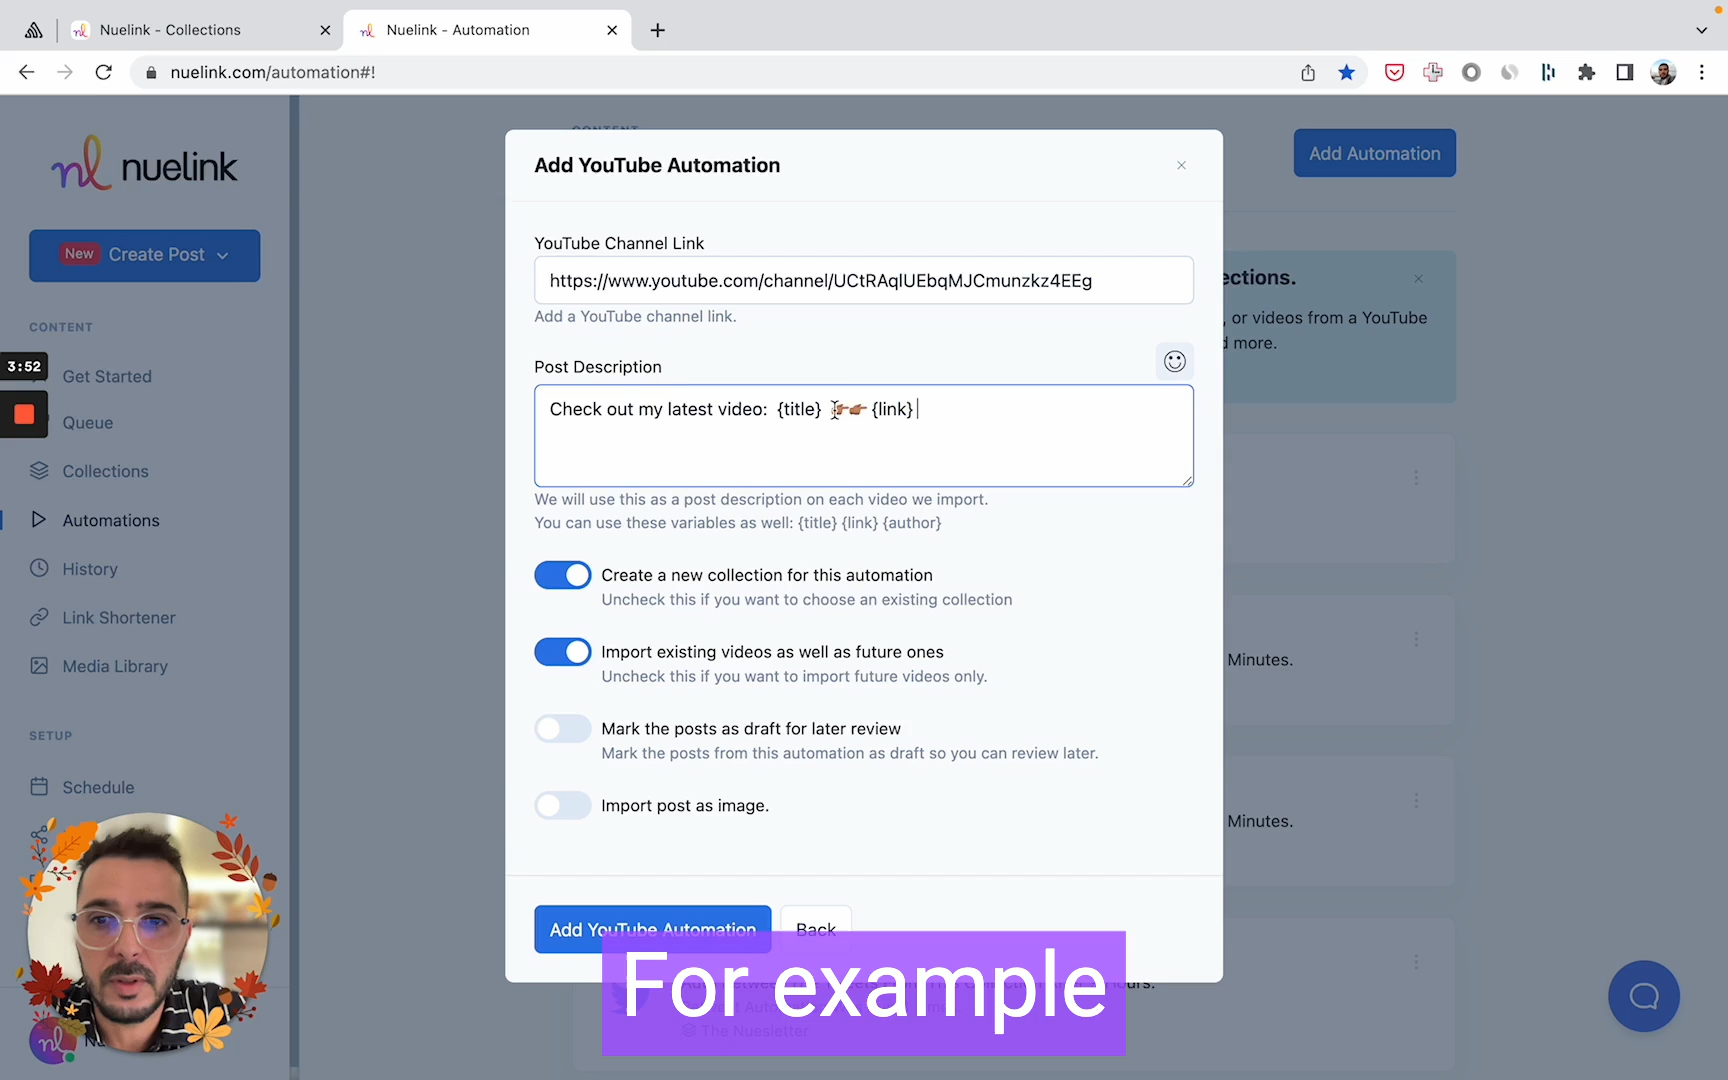 Nuelink - Collections
Nuelink - Automation
nuelink.com/automation#!
nl nuelink
New Create Post
CONTENT
3:52
Get Started
Queue
Collections
Automations
History
Link Shortener
Media Library
SETUP
Schedule
CONTENT
Add Automation
ections.
, or videos from a YouTube
d more.
Minutes.
Minutes.
Add YouTube Automation
YouTube Channel Link
https://www.youtube.com/channel/UCtRAqlUEbqMJCmunzkz4EEg
Add a YouTube channel link.
Post Description
Check out my latest video: {title} 👉🏽👉🏽 {link}
We will use this as a post description on each video we import.
You can use these variables as well: {title} {link} {author}
Create a new collection for this automation
Uncheck this if you want to choose an existing collection
Import existing videos as well as future ones
Uncheck this if you want to import future videos only.
Mark the posts as draft for later review
Mark the posts from this automation as draft so you can review later.
Import post as image.
Add YouTube Automation
Back
For example
ours.
The Nuesletter
nl